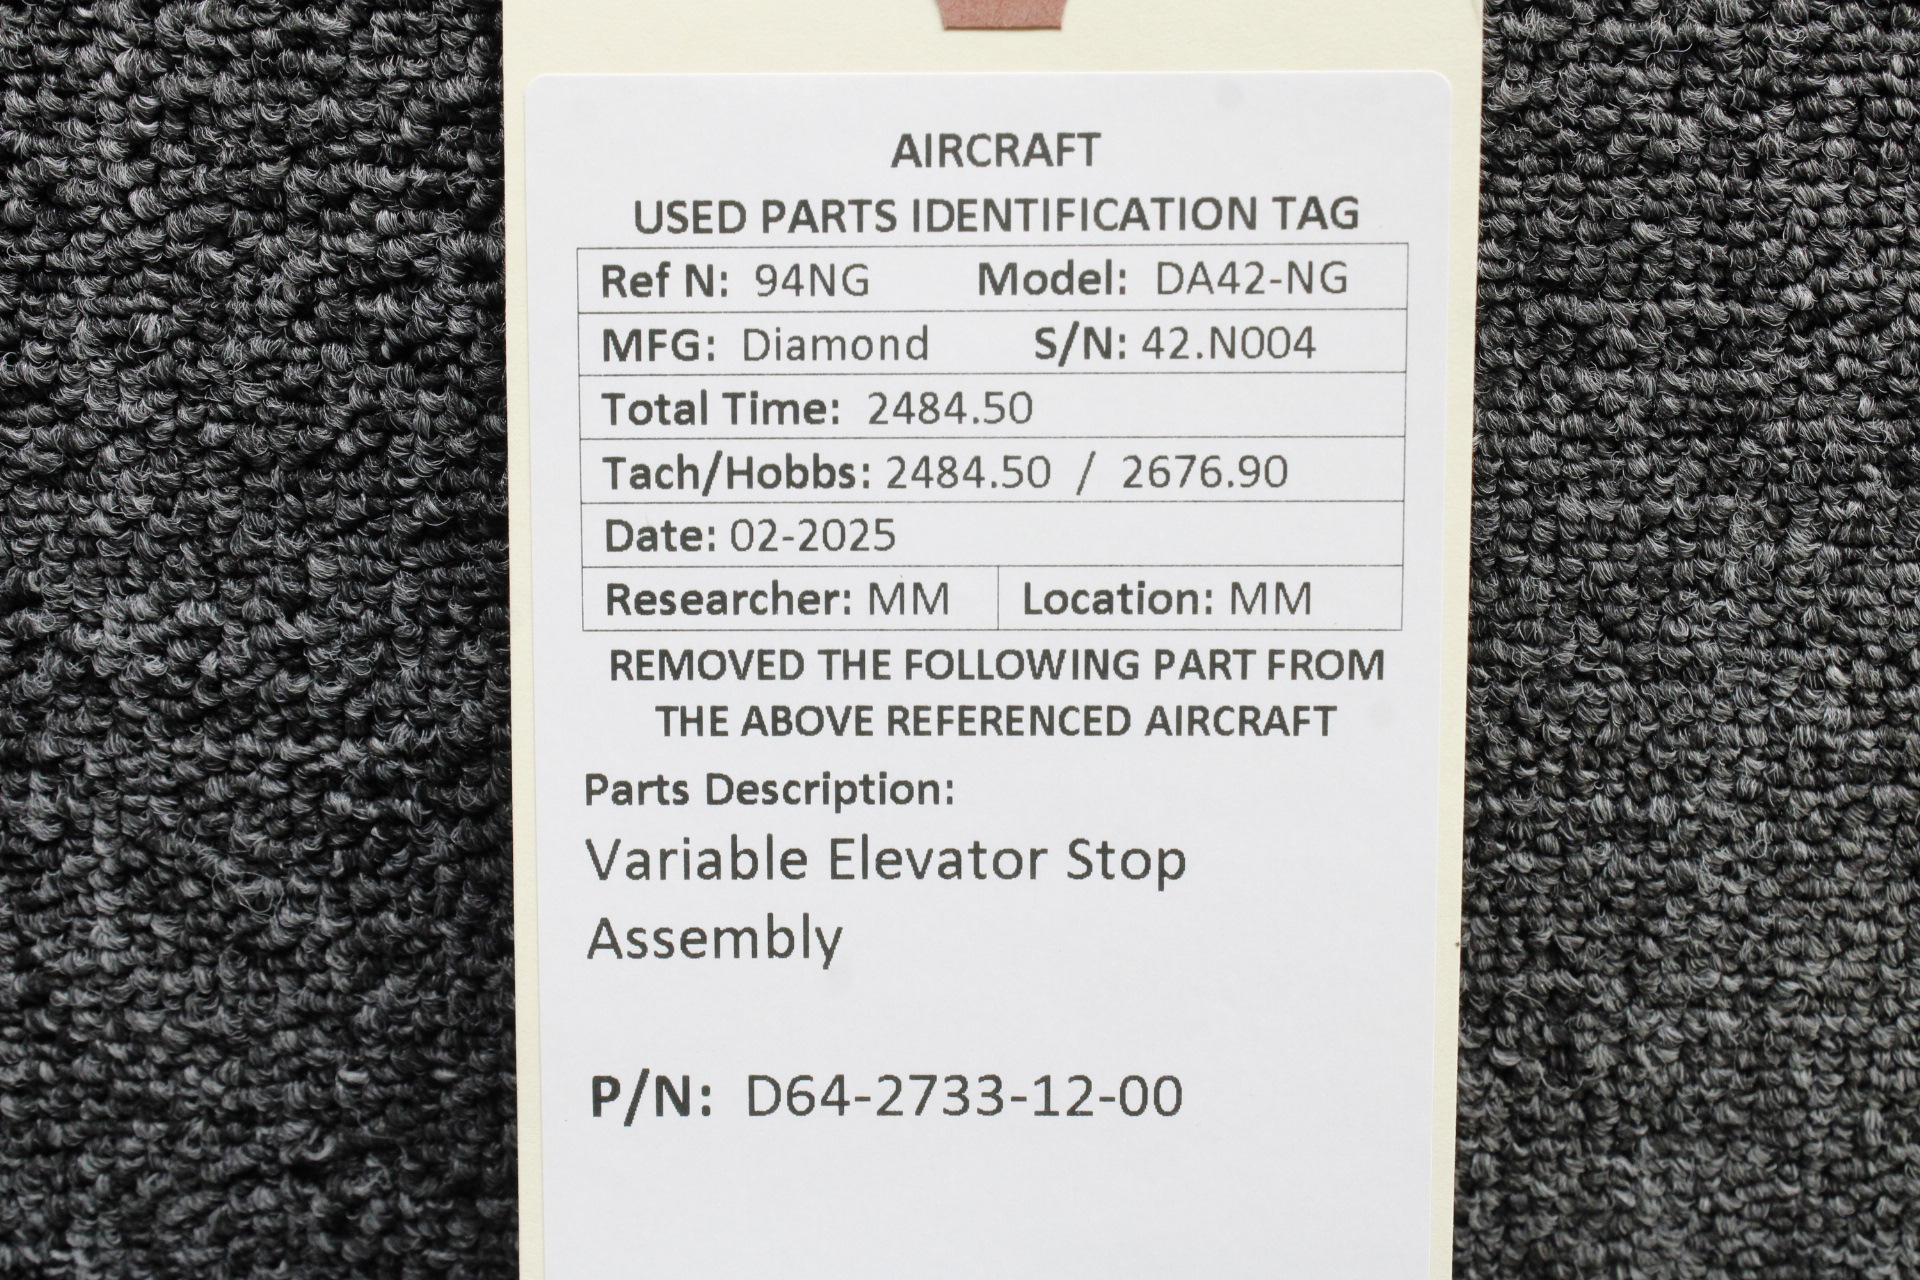 AIRCRAFT
USED PARTS IDENTIFICATION TAG
Ref N: 94NG Model: DA42-NG
MFG: Diamond S/N: 42.N004
Total Time: 2484.50
Tach/Hobbs: 2484.50 / 2676.90
Date: 02-2025
Researcher: MM Location: MM
REMOVED THE FOLLOWING PART FROM
THE ABOVE REFERENCED AIRCRAFT
Parts Description:
Variable Elevator Stop
Assembly
P/N: D64-2733-12-00